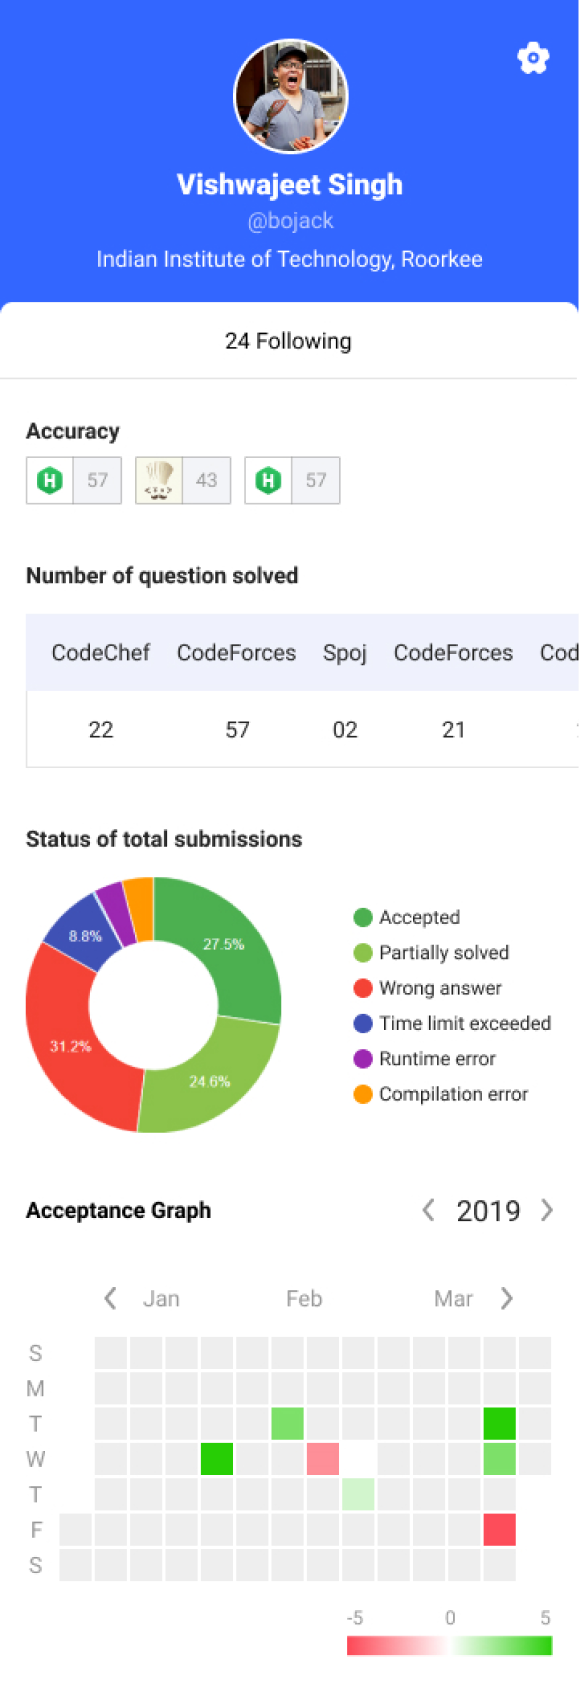 Vishwajeet Singh
@bojack
Indian Institute of Technology, Roorkee
24 Following
Accuracy
H 57 43 H 57
Number of question solved
CodeChef CodeForces Spoj CodeForces Cod
22 57 02 21
Status of total submissions
27.5%
8.8%
31.2%
24.6%
Accepted
Partially solved
Wrong answer
Time limit exceeded
Runtime error
Compilation error
Acceptance Graph 2019
Jan Feb Mar
S
M
T
W
T
F
S
-5 0 5